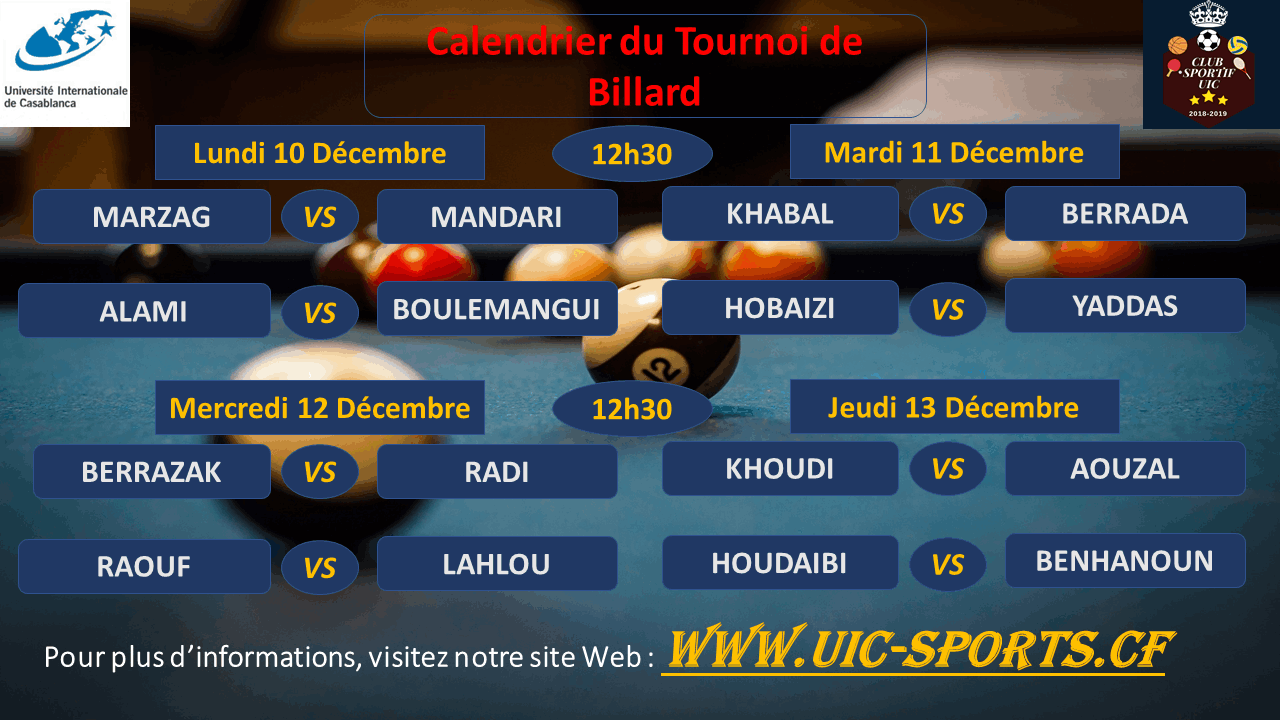 Université Internationale
de Casablanca
Calendrier du Tournoi de
Billard
CLUB
SPORTIF
UIC
2018-2019
Lundi 10 Décembre
12h30
Mardi 11 Décembre
MARZAG VS MANDARI
KHABAL VS BERRADA
ALAMI VS BOULEMANGUI
HOBAIZI VS YADDAS
12
Mercredi 12 Décembre
12h30
Jeudi 13 Décembre
BERRAZAK VS RADI
KHOUDI VS AOUZAL
RAOUF VS LAHLOU
HOUDAIBI VS BENHANOUN
Pour plus d’informations, visitez notre site Web : WWW.UIC-SPORTS.CF